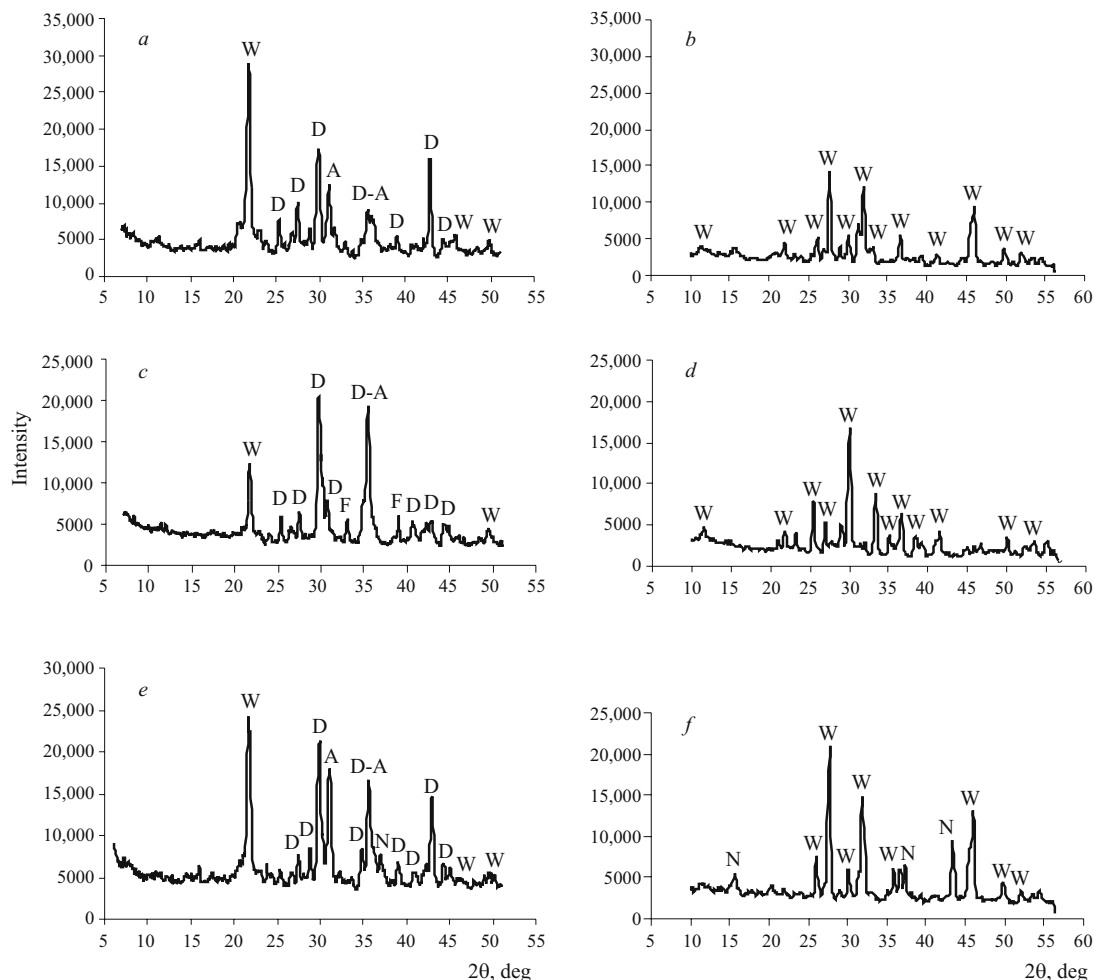 a
35,000
30,000
25,000
20,000
15,000
10,000
5000
0
W
D
D
D
A
D-A
D
D
D
W
W
5 10 15 20 25 30 35 40 45 50 55
b
35,000
30,000
25,000
20,000
15,000
10,000
5000
0
W
W
W
W
W
W
W
W
W
W
W
W
5 10 15 20 25 30 35 40 45 50 55 60
Intensity
c
25,000
20,000
15,000
10,000
5000
0
W
D
D
D
D
F
D-A
F
D
D
D
W
5 10 15 20 25 30 35 40 45 50 55
d
25,000
20,000
15,000
10,000
5000
0
W
W
W
W
W
W
W
W
W
W
W
W
5 10 15 20 25 30 35 40 45 50 55 60
e
30,000
25,000
20,000
15,000
10,000
5000
0
W
D
D
D
A
D
D-A
N
D
D
D
D
W
W
5 10 15 20 25 30 35 40 45 50 55
2θ, deg
f
25,000
20,000
15,000
10,000
5000
0
N
W
W
W
W
W
N
N
W
W
W
5 10 15 20 25 30 35 40 45 50 55 60
2θ, deg